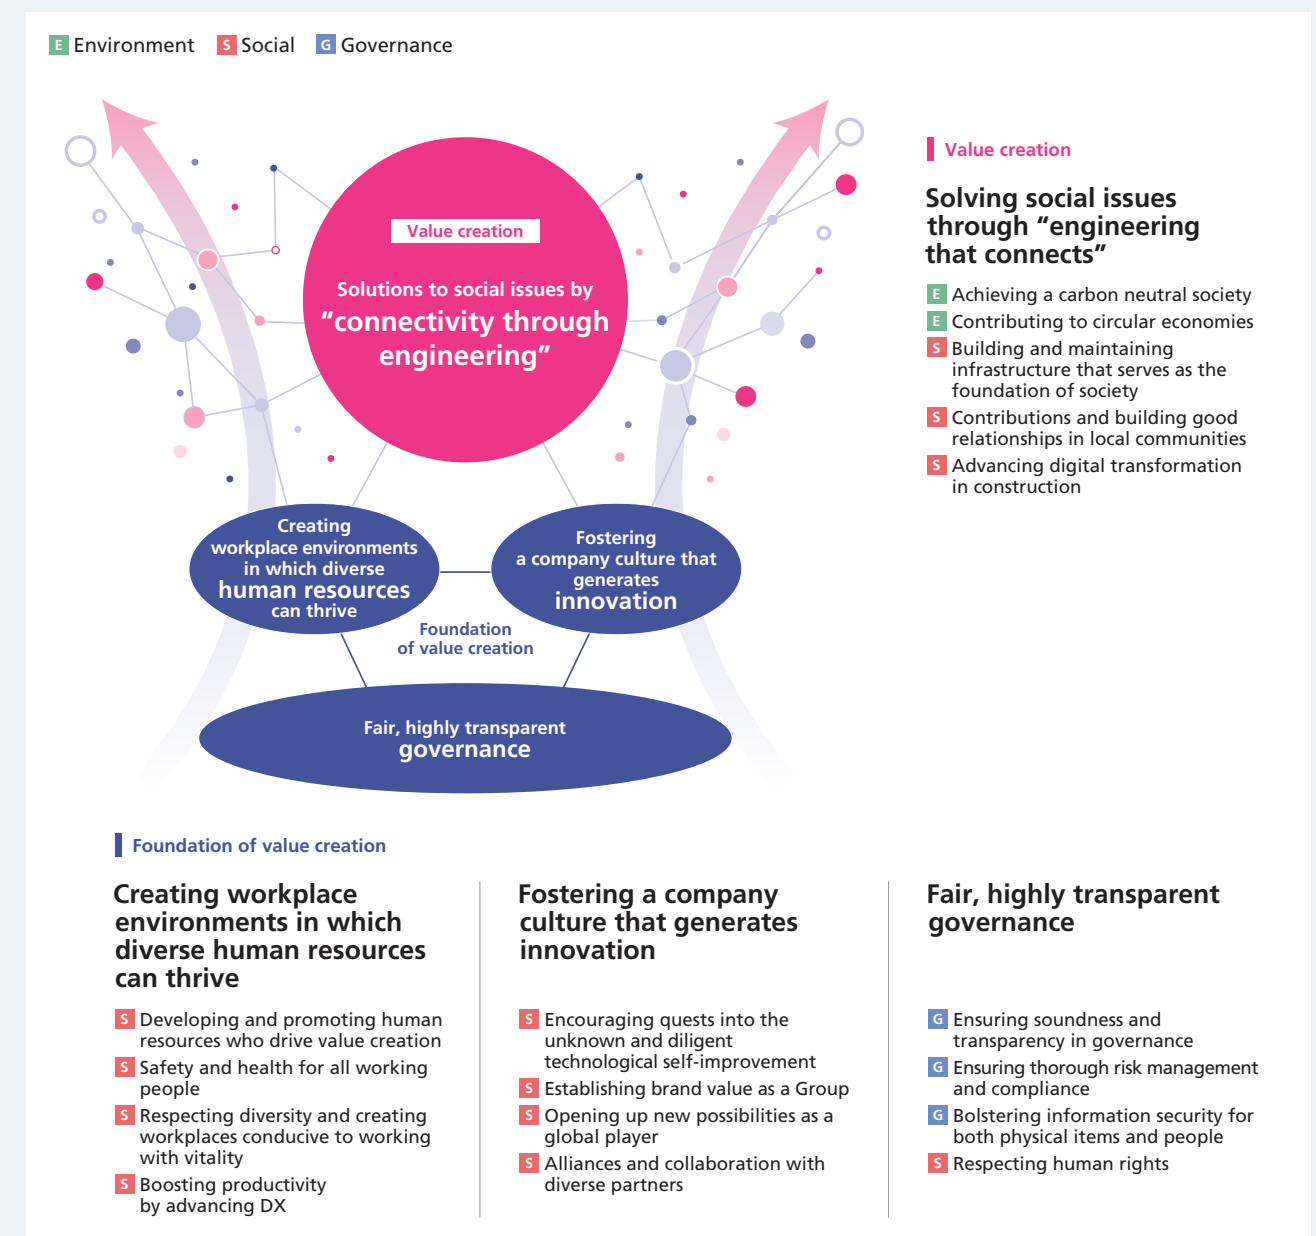 E Environment S Social G Governance
Value creation
Solutions to social issues by
“connectivity through
engineering”
Creating
workplace environments
in which diverse
human resources
can thrive
Fostering
a company culture that
generates
innovation
Foundation
of value creation
Fair, highly transparent
governance
Value creation
Solving social issues
through “engineering
that connects”
E Achieving a carbon neutral society
E Contributing to circular economies
S Building and maintaining
infrastructure that serves as the
foundation of society
S Contributions and building good
relationships in local communities
S Advancing digital transformation
in construction
Foundation of value creation
Creating workplace
environments in which
diverse human resources
can thrive
S Developing and promoting human
resources who drive value creation
S Safety and health for all working
people
S Respecting diversity and creating
workplaces conducive to working
with vitality
S Boosting productivity
by advancing DX
Fostering a company
culture that generates
innovation
S Encouraging quests into the
unknown and diligent
technological self-improvement
S Establishing brand value as a Group
S Opening up new possibilities as a
global player
S Alliances and collaboration with
diverse partners
Fair, highly transparent
governance
G Ensuring soundness and
transparency in governance
G Ensuring thorough risk management
and compliance
G Bolstering information security for
both physical items and people
S Respecting human rights